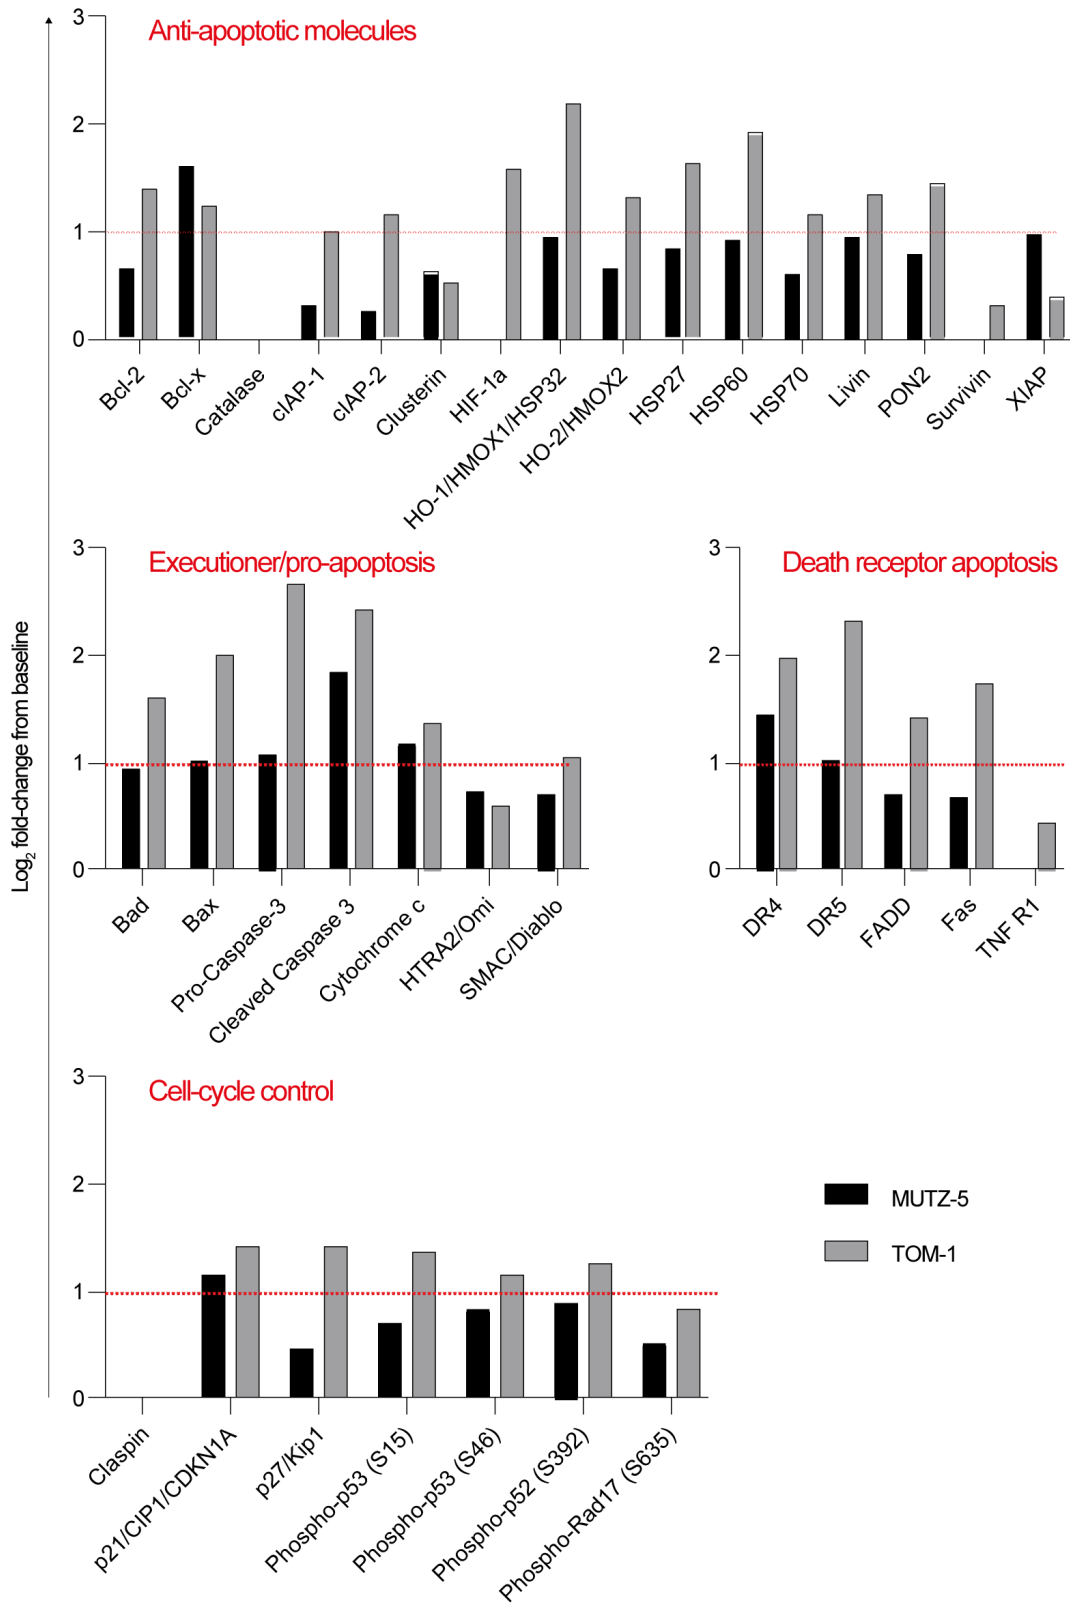 Log2 fold-change from baseline
Anti-apoptotic molecules
3
2
1
0
Bcl-2
Bcl-x
Catalase
cIAP-1
cIAP-2
Clusterin
HIF-1a
HO-1/HMOX1/HSP32
HO-2/HMOX2
HSP27
HSP60
HSP70
Livin
PON2
Survivin
XIAP
Executioner/pro-apoptosis
3
2
1
0
Bad
Bax
Pro-Caspase-3
Cleaved Caspase 3
Cytochrome c
HTRA2/Omi
SMAC/Diablo
Death receptor apoptosis
3
2
1
0
DR4
DR5
FADD
Fas
TNF R1
Cell-cycle control
3
2
1
0
Claspin
p21/CIP1/CDKN1A
p27/Kip1
Phospho-p53 (S15)
Phospho-p53 (S46)
Phospho-p52 (S392)
Phospho-Rad17 (S635)
MUTZ-5
TOM-1